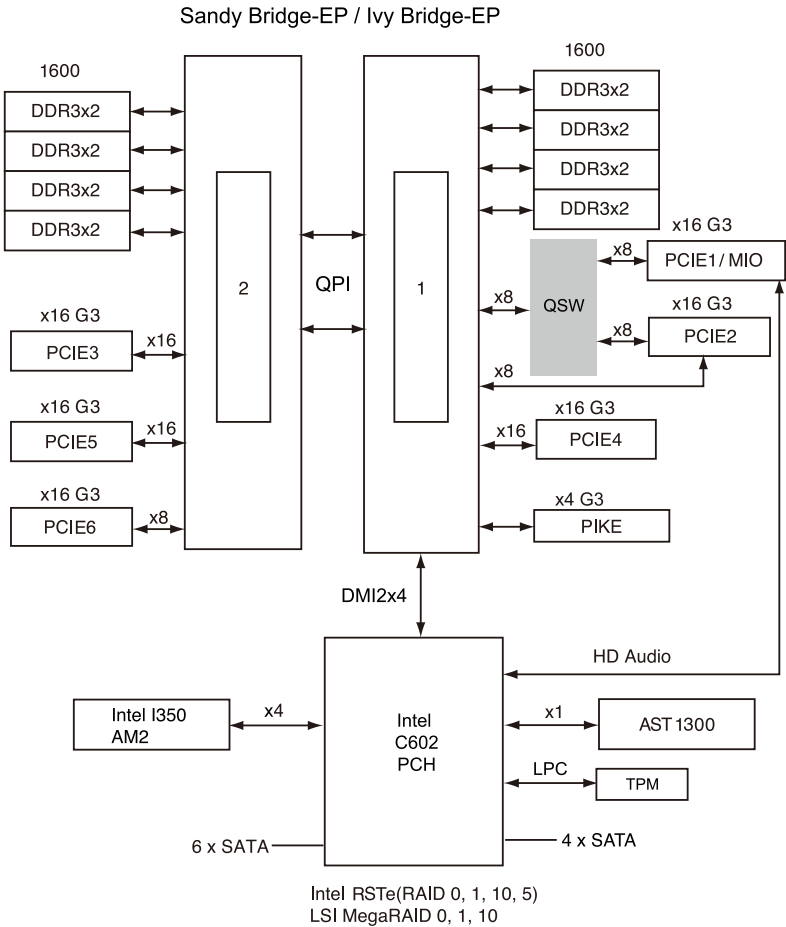 Sandy Bridge-EP / Ivy Bridge-EP
1600
DDR3x2
DDR3x2
DDR3x2
DDR3x2
x16 G3
PCIE3
x16
x16 G3
PCIE5
x16
x16 G3
PCIE6
x8
2
QPI
1
1600
DDR3x2
DDR3x2
DDR3x2
DDR3x2
x16 G3
x8
PCIE1/ MIO
x8
QSW
x16 G3
x8
PCIE2
x8
x16 G3
x16
PCIE4
x4 G3
PIKE
DMI2x4
HD Audio
Intel I350
AM2
x4
Intel
C602
PCH
x1
AST1300
LPC
TPM
6 x SATA
4 x SATA
Intel RSTe(RAID 0, 1, 10, 5)
LSI MegaRAID 0, 1, 10